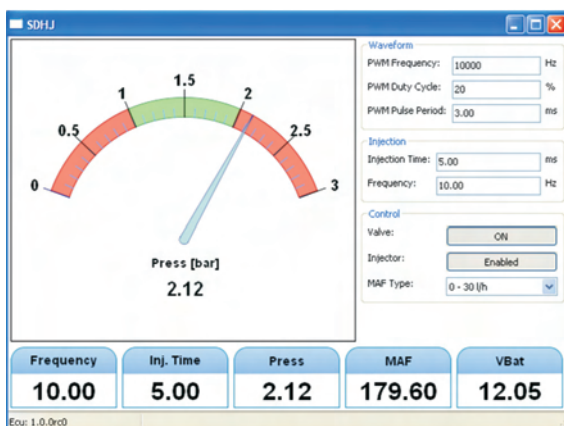 SDHJ
0
0.5
1
1.5
2
2.5
3
Press [bar]
2.12
Waveform
PWM Frequency: 10000 Hz
PWM Duty Cycle: 20 %
PWM Pulse Period: 3.00 ms
Injection
Injection Time: 5.00 ms
Frequency: 10.00 Hz
Control
Valve: ON
Injector: Enabled
MAF Type: 0 - 30 l/h
Frequency Inj. Time Press MAF VBat
10.00 5.00 2.12 179.60 12.05
Ecu: 1.0.0rc0